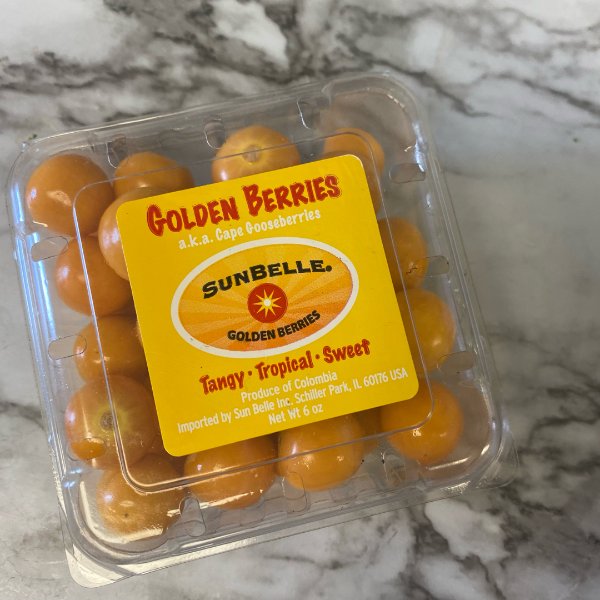 GOLDEN BERRIES
a.k.a. Cape Gooseberries
SUNBELLE.
GOLDEN BERRIES
Tangy • Tropical • Sweet
Produce of Colombia
Imported by Sun Belle Inc. Schiller Park, IL 60176 USA
Net Wt 6 oz